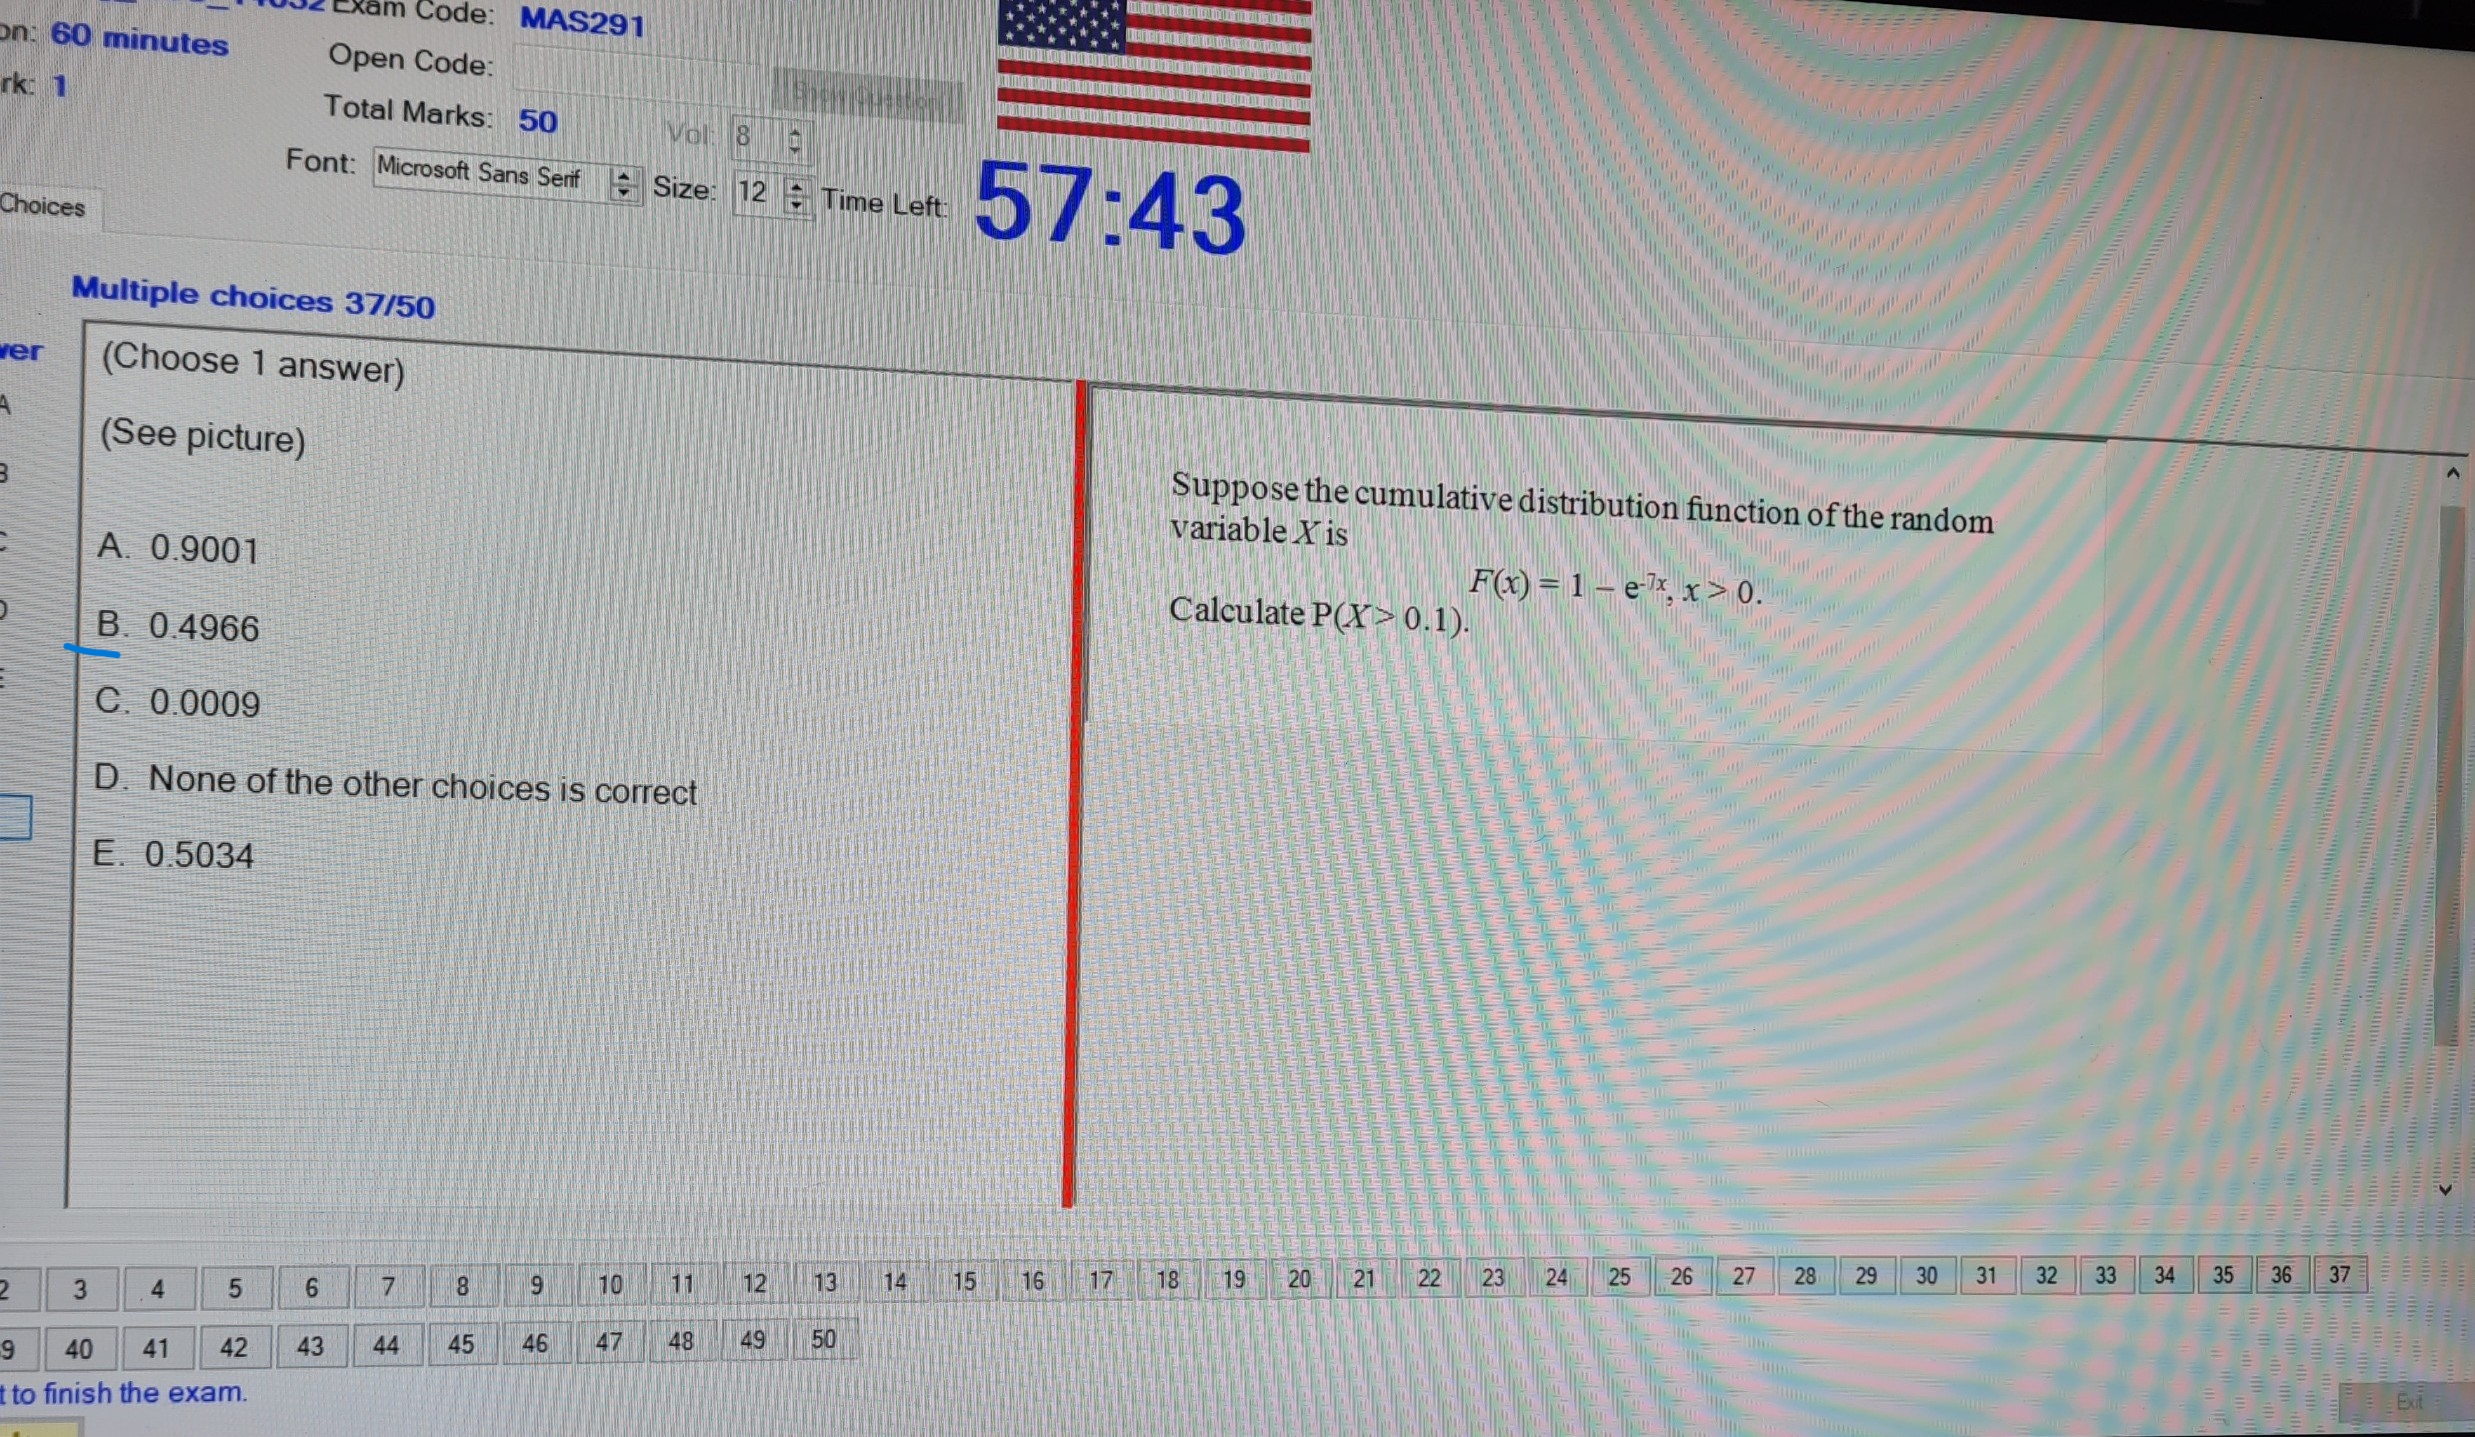 Exam Code: MAS291
on: 60 minutes
Open Code:
Show Question
rk: 1
Total Marks: 50
Vol: 8
Font: Microsoft Sans Serif Size: 12 Time Left: 57:43
Choices
Multiple choices 37/50
wer
(Choose 1 answer)
(See picture)
A. 0.9001
B. 0.4966
C. 0.0009
D. None of the other choices is correct
E. 0.5034
A
B
C
D
E
Suppose the cumulative distribution function of the random
variable X is
F(x) = 1 – e⁻⁷ˣ, x > 0.
Calculate P(X > 0.1).
2 3 4 5 6 7 8 9 10 11 12 13 14 15 16 17 18 19 20 21 22 23 24 25 26 27 28 29 30 31 32 33 34 35 36 37
9 40 41 42 43 44 45 46 47 48 49 50
t to finish the exam.
Exit